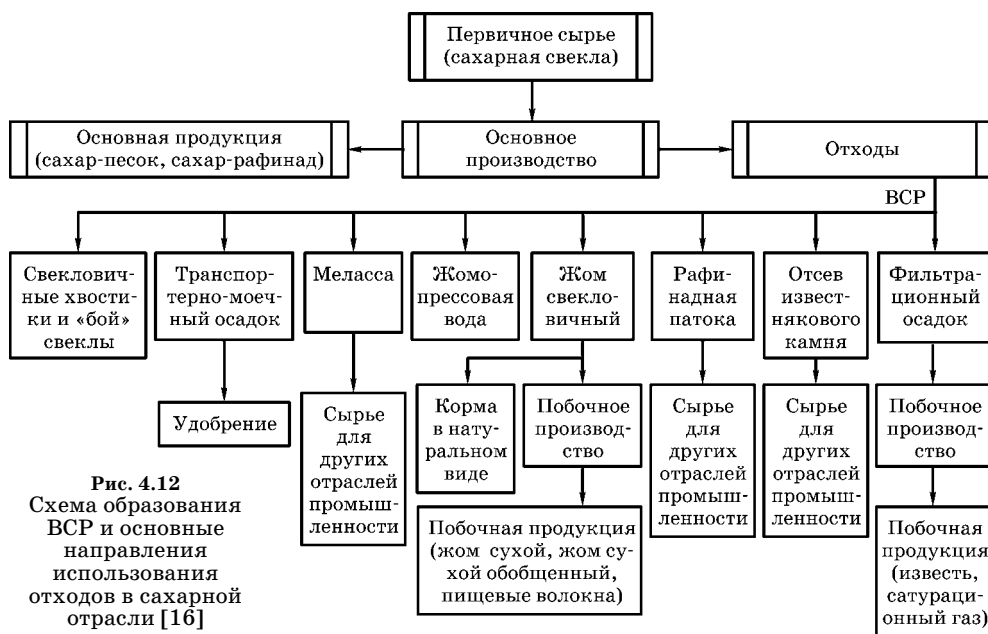 Первичное сырье
(сахарная свекла)
Основная продукция
(сахар-песок, сахар-рафинад)
Основное
производство
Отходы
ВСР
Свеклович-
ные хвости-
ки и «бой»
свеклы
Транспор-
терно-моеч-
ный осадок
Меласса
Жомо-
прессовая
вода
Жом
свекло-
вичный
Рафи-
надная
патока
Отсев
извест-
някового
камня
Фильтра-
ционный
осадок
Удобрение
Сырье
для
других
отраслей
промыш-
ленности
Корма
в нату-
ральном
виде
Побочное
производ-
ство
Сырье
для
других
отраслей
промыш-
ленности
Сырье
для
других
отраслей
промыш-
ленности
Побочное
производ-
ство
Побочная продукция
(жом сухой, жом су-
хой обобщенный,
пищевые волокна)
Побочная
продукция
(известь,
сатураци-
онный газ)
Рис. 4.12
Схема образования
ВСР и основные
направления
использования
отходов в сахарной
отрасли [16]